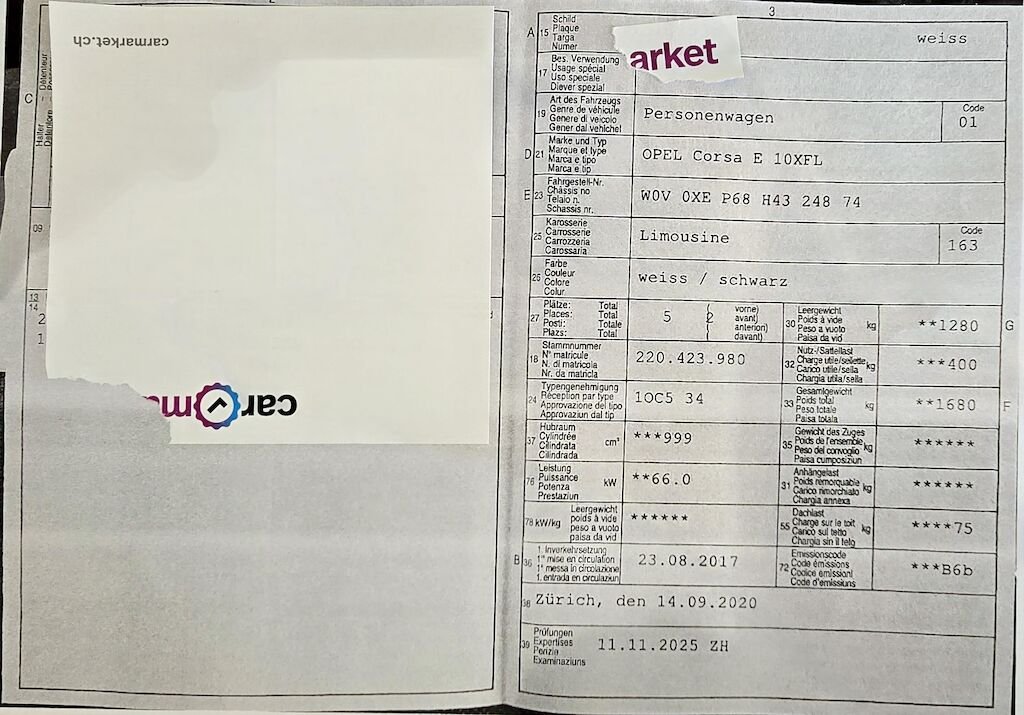 2
carmarket.ch
C
Halter Détenteur
Detentore
09
13
14
2
1
car ma
3
A 15 Schild
Plaque
Targa
Numer
arket
weiss
17 Bes. Verwendung
Usage spécial
Uso speciale
Diever spezial
19 Art des Fahrzeugs
Genre de véhicule
Genere di veicolo
Gener dal vehichel
Personenwagen
Code
01
D 21 Marke und Typ
Marque et type
Marca e tipo
Marca e tip
OPEL Corsa E 10XFL
E 23 Fahrgestell-Nr.
Châssis no
Telaio n.
Schassis nr.
W0V 0XE P68 H43 248 74
25 Karosserie
Carrosserie
Carrozzeria
Carossaria
Limousine
Code
163
26 Farbe
Couleur
Colore
Colur
weiss / schwarz
27 Plätze: Total
Places: Total
Posti: Totale
Plazs: Total
5 ( 2 vorne)
( avant)
( anteriori)
( davant)
30 Leergewicht
Poids à vide
Peso a vuoto kg
Paisa da vid
**1280
G
18 Stammnummer
N° matricule
N. di matricola
Nr. da matricla
220.423.980
32 Nutz-/Sattellast
Charge utile/sellette kg
Carico utile/sella
Chargia utila/sella
***400
24 Typengenehmigung
Réception par type
Approvazione del tipo
Approvaziun dal tip
1OC5 34
33 Gesamtgewicht
Poids total
Peso totale kg
Paisa totala
**1680
F
37 Hubraum
Cylindrée cm³
Cilindrata
Cilindrada
***999
35 Gewicht des Zuges
Poids de l'ensemble
Peso del convoglio kg
Paisa cumposiziun
******
76 Leistung
Puissance kW
Potenza
Prestaziun
**66.0
31 Anhängelast
Poids remorquable kg
Carico rimorchiato
Chargia annexa
******
78 kW/kg Leergewicht
poids à vide
peso a vuoto
paisa da vid
******
55 Dachlast
Charge sur le toit kg
Carico sul tetto
Chargia sin il tetg
****75
B 36 1. Inverkehrsetzung
1re mise en circulation
1a messa in circolazione
1. entrada en circulaziun
23.08.2017
72 Emissionscode
Code émissions
Codice emissioni
Code d'emissiuns
***B6b
38 Zürich, den 14.09.2020
39 Prüfungen
Expertises
Perizie
Examinaziuns
11.11.2025 ZH